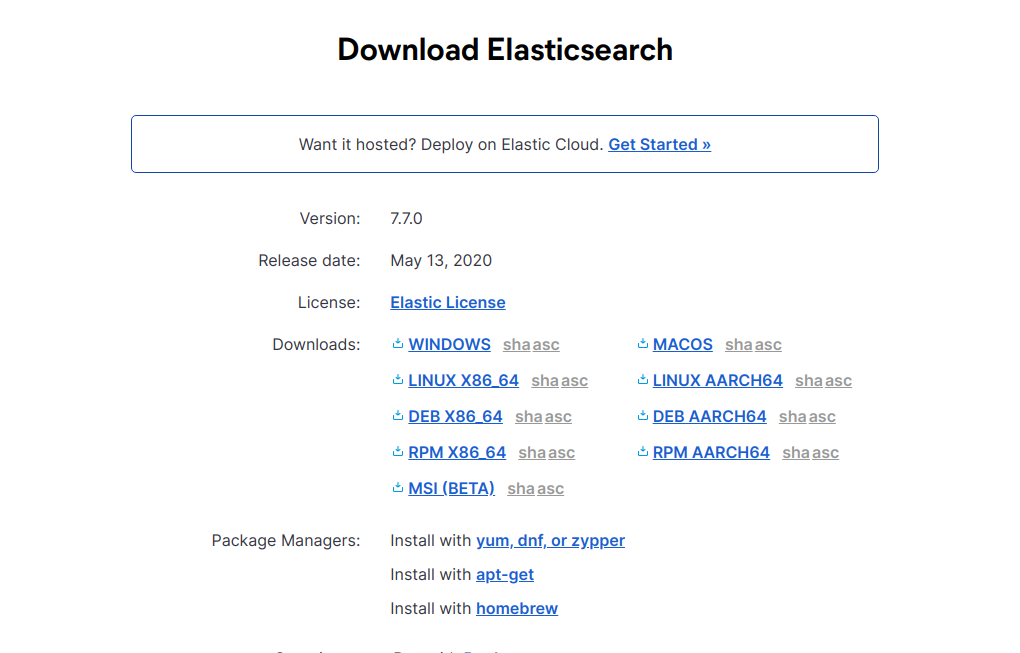 Download Elasticsearch
Want it hosted? Deploy on Elastic Cloud. Get Started »
Version: 7.7.0
Release date: May 13, 2020
License: Elastic License
Downloads: WINDOWS sha asc MACOS sha asc
LINUX X86_64 sha asc LINUX AARCH64 sha asc
DEB X86_64 sha asc DEB AARCH64 sha asc
RPM X86_64 sha asc RPM AARCH64 sha asc
MSI (BETA) sha asc
Package Managers: Install with yum, dnf, or zypper
Install with apt-get
Install with homebrew